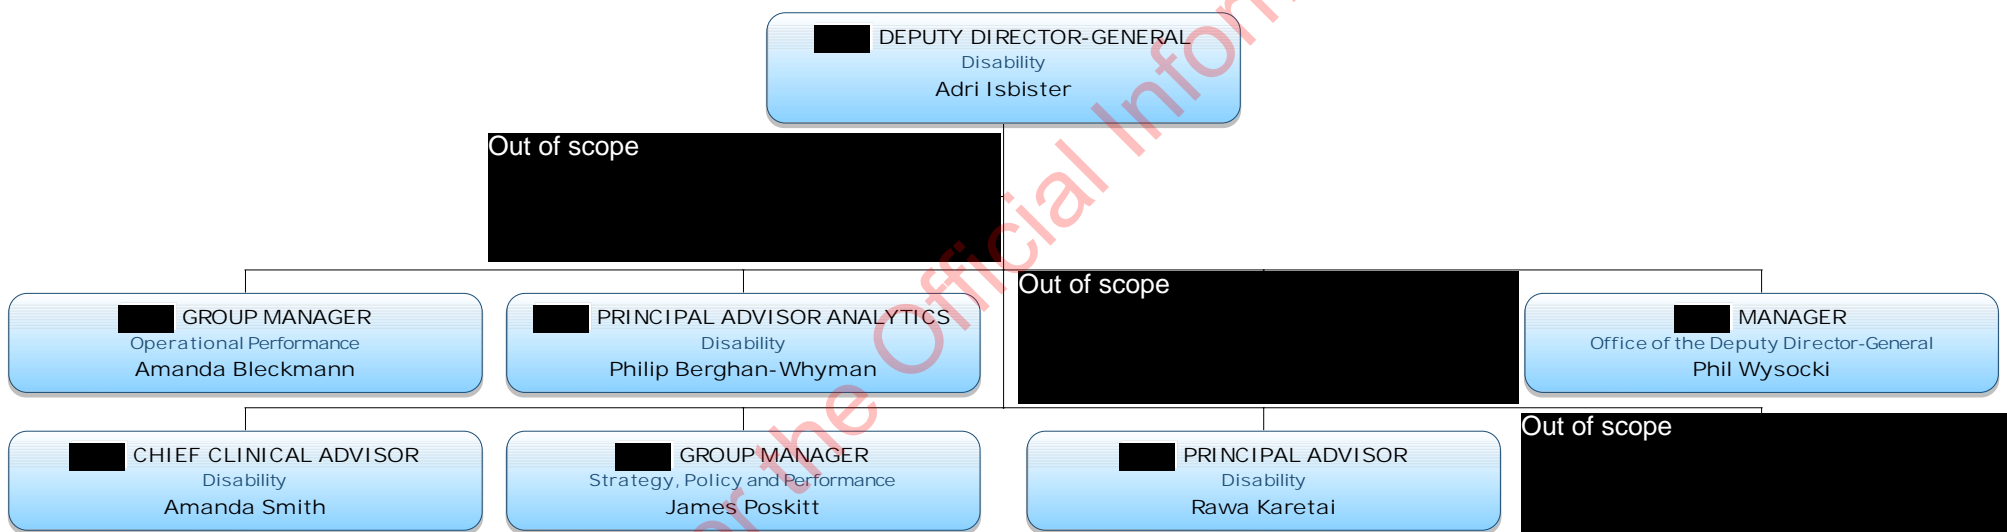 DEPUTY DIRECTOR-GENERAL
Disability
Adri Isbister
Out of scope
GROUP MANAGER
Operational Performance
Amanda Bleckmann
PRINCIPAL ADVISOR ANALYTICS
Disability
Philip Berghan-Whyman
Out of scope
MANAGER
Office of the Deputy Director-General
Phil Wysocki
CHIEF CLINICAL ADVISOR
Disability
Amanda Smith
GROUP MANAGER
Strategy, Policy and Performance
James Poskitt
PRINCIPAL ADVISOR
Disability
Rawa Karetai
Out of scope
the Official